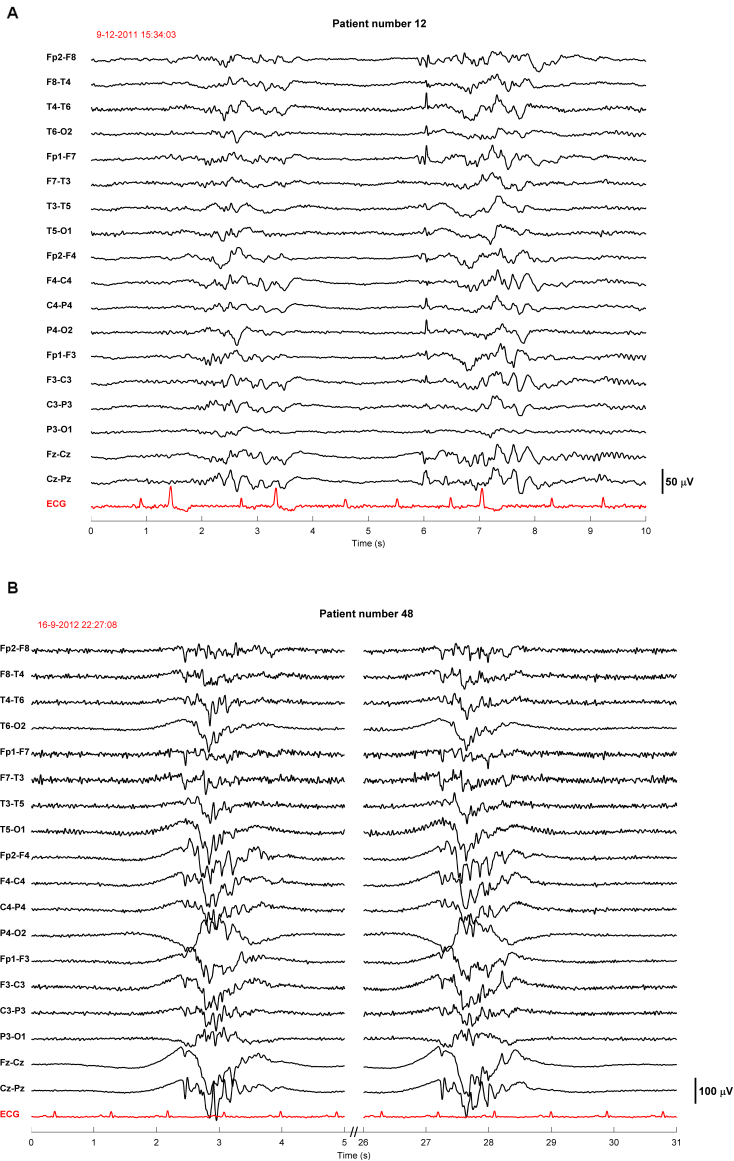 A
Patient number 12
9-12-2011 15:34:03
Fp2-F8
F8-T4
T4-T6
T6-O2
Fp1-F7
F7-T3
T3-T5
T5-O1
Fp2-F4
F4-C4
C4-P4
P4-O2
Fp1-F3
F3-C3
C3-P3
P3-O1
Fz-Cz
Cz-Pz
50 μV
ECG
0 1 2 3 4 5 6 7 8 9 10
Time (s)
B
Patient number 48
16-9-2012 22:27:08
Fp2-F8
F8-T4
T4-T6
T6-O2
Fp1-F7
F7-T3
T3-T5
T5-O1
Fp2-F4
F4-C4
C4-P4
P4-O2
Fp1-F3
F3-C3
C3-P3
P3-O1
Fz-Cz
Cz-Pz
100 μV
ECG
0 1 2 3 4 5 // 26 27 28 29 30 31
Time (s)